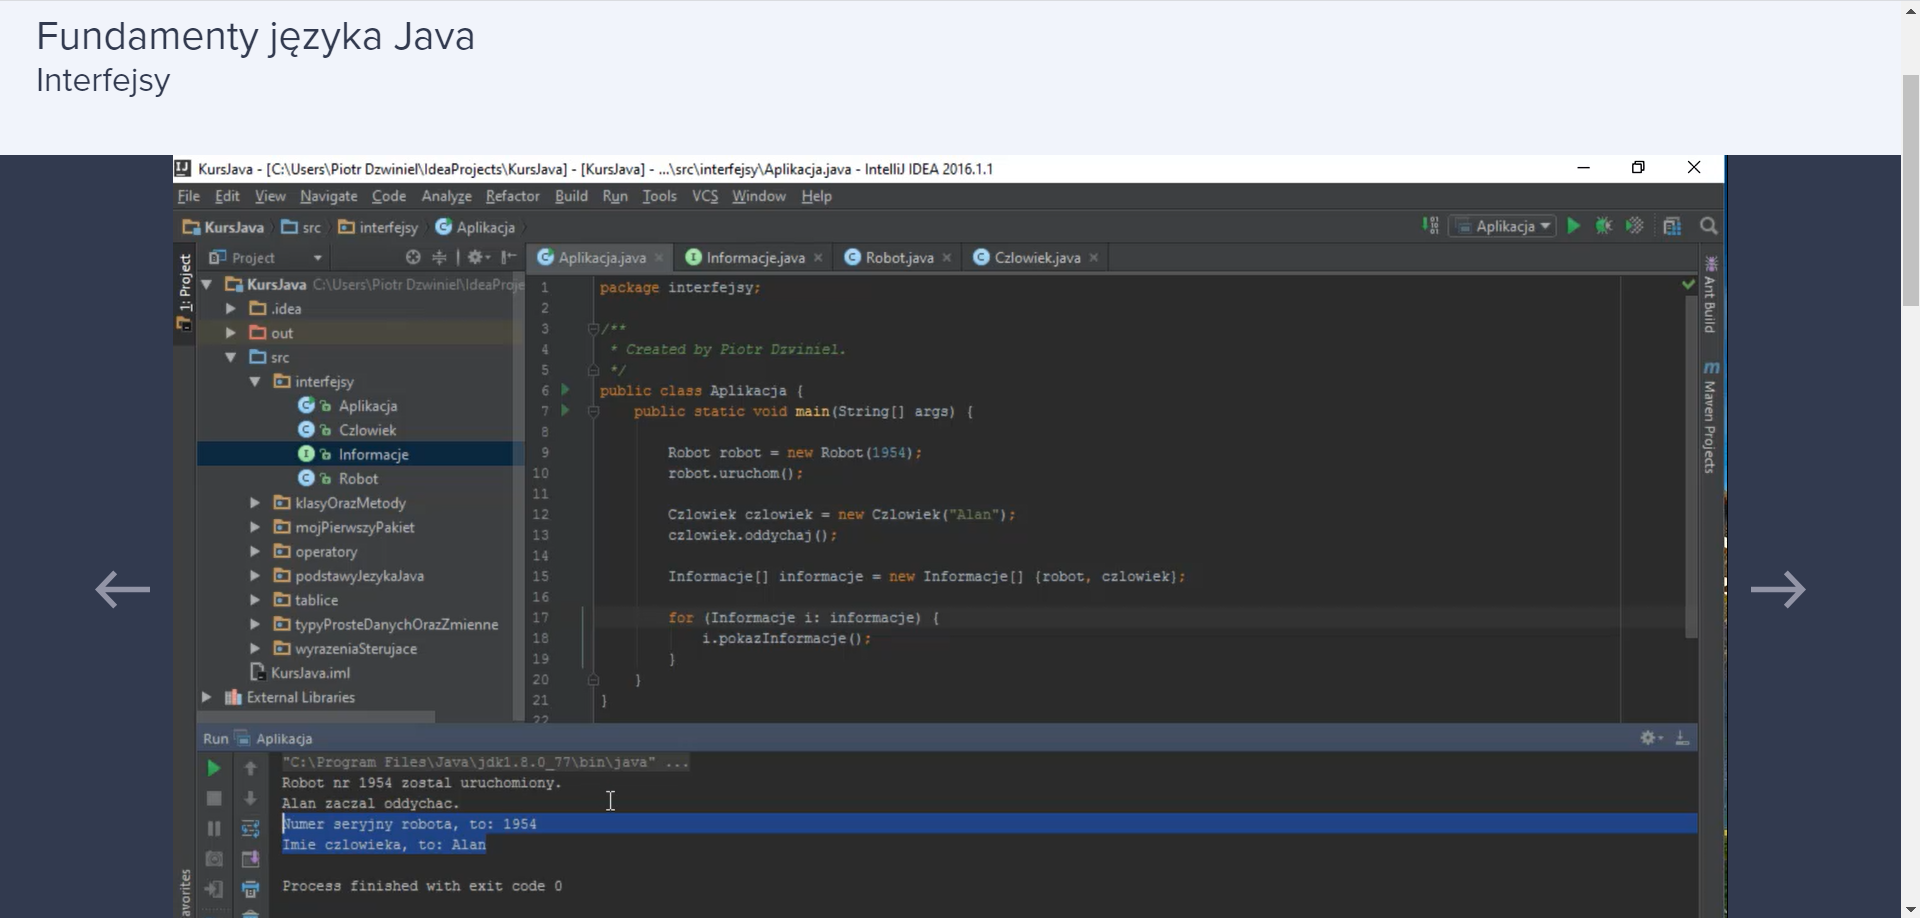 Fundamenty języka Java
Interfejsy
KursJava - [C:\Users\Piotr Dzwiniel\IdeaProjects\KursJava] - [KursJava] - ...\src\interfejsy\Aplikacja.java - IntelliJ IDEA 2016.1.1
File Edit View Navigate Code Analyze Refactor Build Run Tools VCS Window Help
KursJava src interfejsy Aplikacja
Aplikacja
1: Project
Project
Aplikacja.java Informacje.java Robot.java Czlowiek.java
KursJava C:\Users\Piotr Dzwiniel\IdeaProje
.idea
out
src
interfejsy
Aplikacja
Czlowiek
Informacje
Robot
klasyOrazMetody
mojPierwszyPakiet
operatory
podstawyJezykaJava
tablice
typyProsteDanychOrazZmienne
wyrazeniaSterujace
KursJava.iml
External Libraries
1 package interfejsy;
2
3 /**
4 * Created by Piotr Dzwiniel.
5 */
6 public class Aplikacja {
7 public static void main(String[] args) {
8
9 Robot robot = new Robot(1954);
10 robot.uruchom();
11
12 Czlowiek czlowiek = new Czlowiek("Alan");
13 czlowiek.oddychaj();
14
15 Informacje[] informacje = new Informacje[] {robot, czlowiek};
16
17 for (Informacje i: informacje) {
18 i.pokazInformacje();
19 }
20 }
21 }
22
Ant Build
m Maven Projects
Run Aplikacja
"C:\Program Files\Java\jdk1.8.0_77\bin\java" ...
Robot nr 1954 zostal uruchomiony.
Alan zaczal oddychac.
Numer seryjny robota, to: 1954
Imie czlowieka, to: Alan
Process finished with exit code 0
avorites